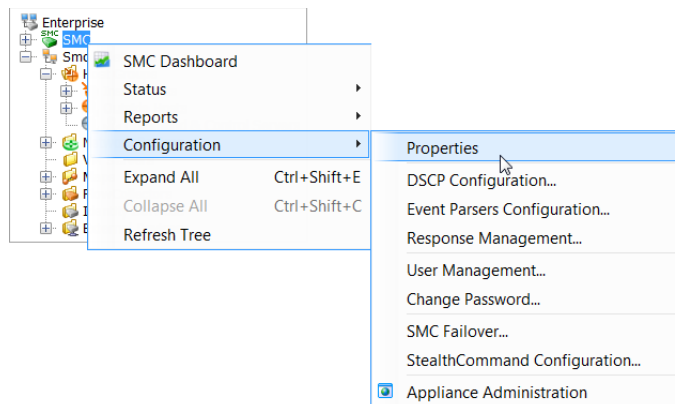 Enterprise
SMC
SMC
SMC Dashboard
Status
Reports
Configuration
Expand All Ctrl+Shift+E
Collapse All Ctrl+Shift+C
Refresh Tree
Properties
DSCP Configuration...
Event Parsers Configuration...
Response Management...
User Management...
Change Password...
SMC Failover...
StealthCommand Configuration...
Appliance Administration